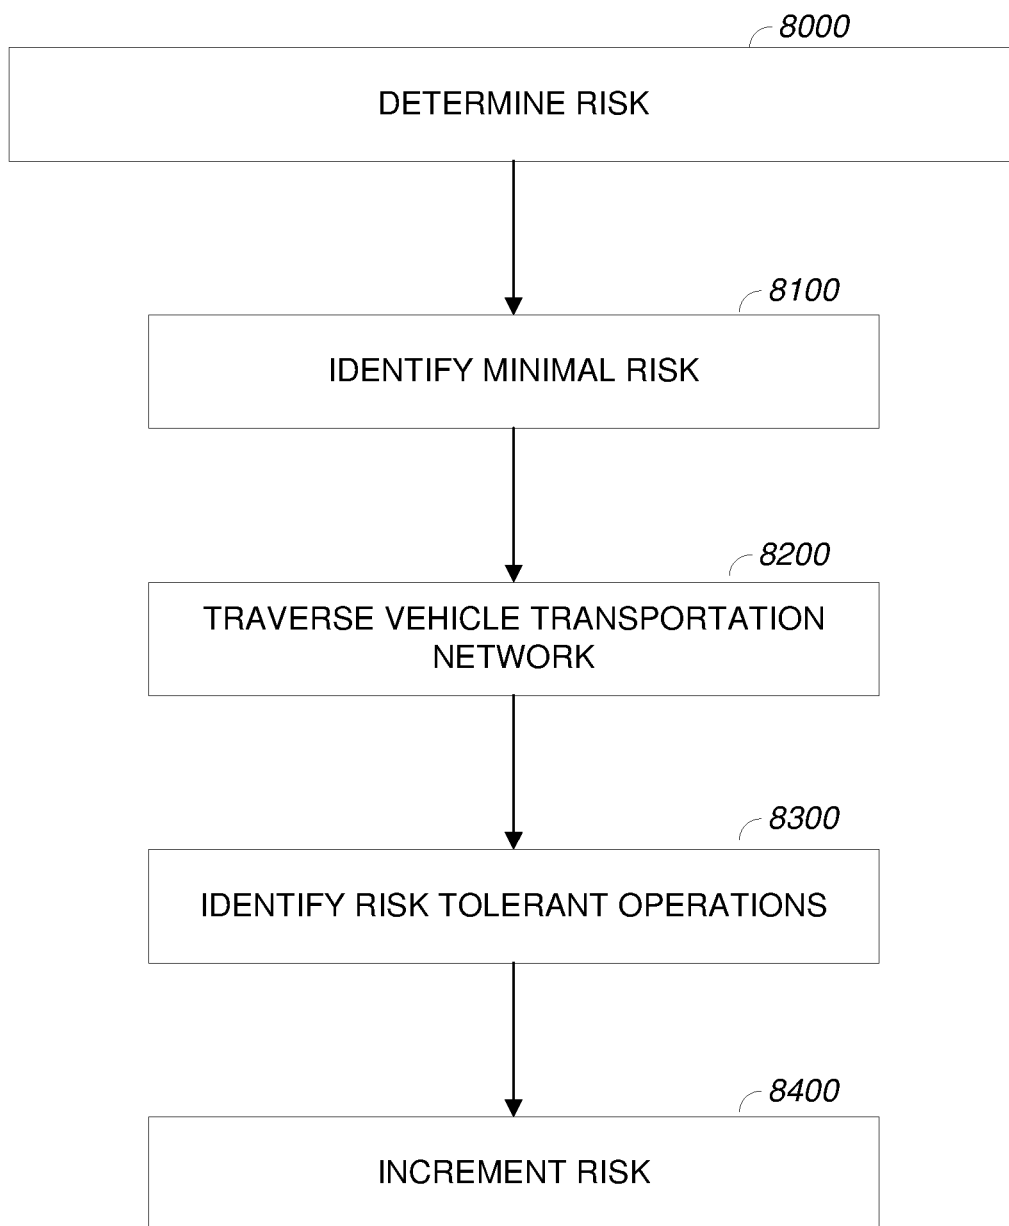 8000
DETERMINE RISK
8100
IDENTIFY MINIMAL RISK
8200
TRAVERSE VEHICLE TRANSPORTATION
NETWORK
8300
IDENTIFY RISK TOLERANT OPERATIONS
8400
INCREMENT RISK